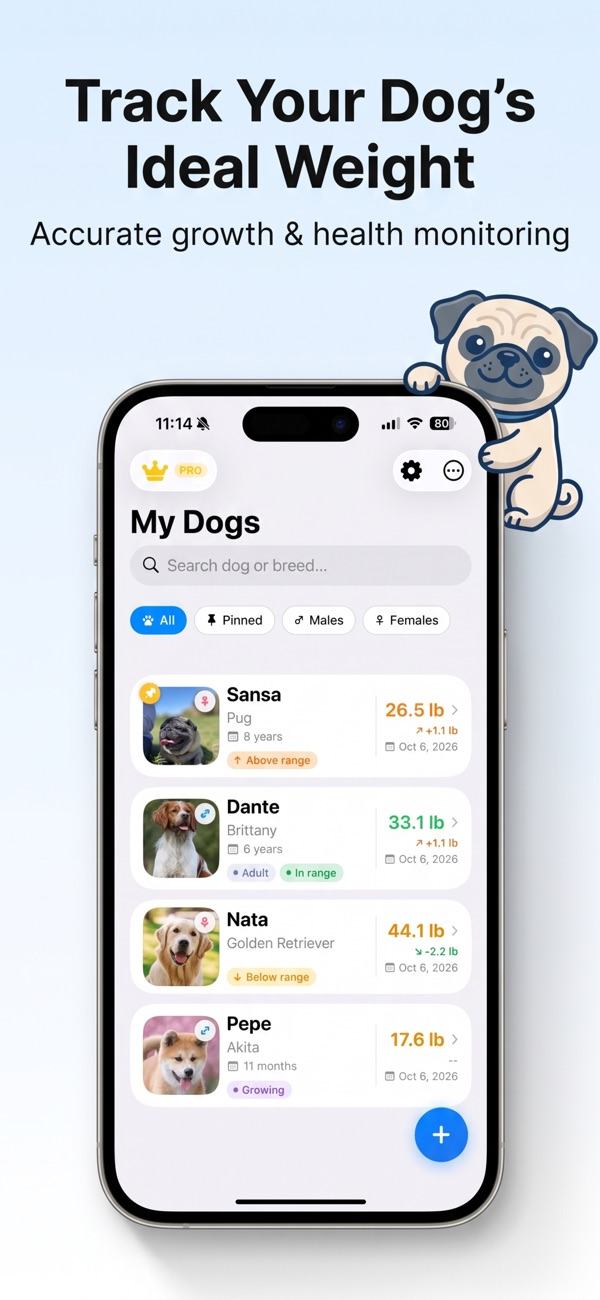 Track Your Dog’s
Ideal Weight
Accurate growth & health monitoring
11:14
80
PRO
My Dogs
Search dog or breed...
All
Pinned
Males
Females
Sansa
Pug
8 years
↑ Above range
26.5 lb
↗ +1.1 lb
Oct 6, 2026
Dante
Brittany
6 years
• Adult
• In range
33.1 lb
↗ +1.1 lb
Oct 6, 2026
Nata
Golden Retriever
↓ Below range
44.1 lb
↘ -2.2 lb
Oct 6, 2026
Pepe
Akita
11 months
• Growing
17.6 lb
--
Oct 6, 2026